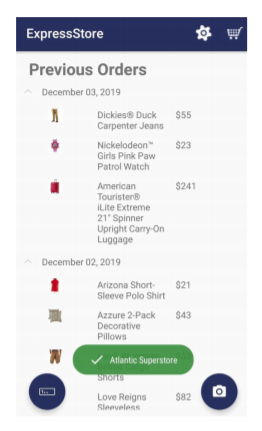 ExpressStore
Previous Orders
December 03, 2019
Dickies® Duck $55
Carpenter Jeans
Nickelodeon™ $23
Girls Pink Paw
Patrol Watch
American $241
Tourister®
iLite Extreme
21" Spinner
Upright Carry-On
Luggage
December 02, 2019
Arizona Short- $21
Sleeve Polo Shirt
Azzure 2-Pack $43
Decorative
Pillows
Atlantic Superstore
Shorts
Love Reigns $82
Sleeveless